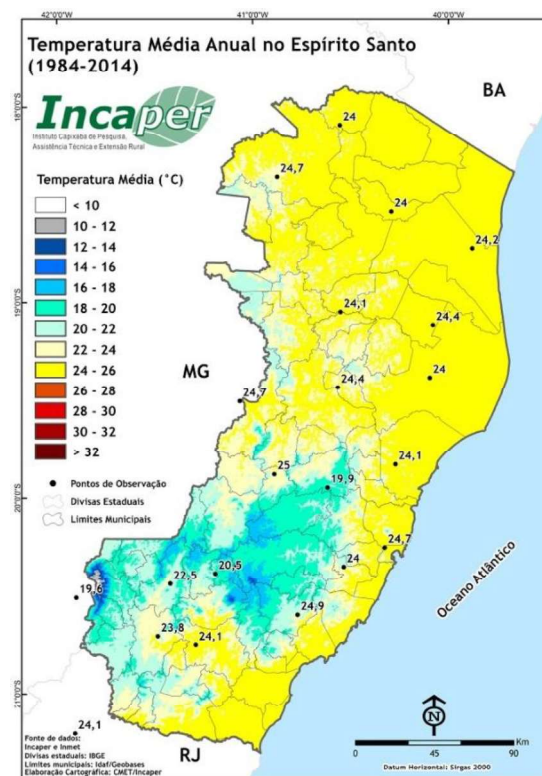 42°0'0"W
41°0'0"W
40°0'0"W
Temperatura Média Anual no Espírito Santo
(1984-2014)
BA
18°0'0"S
Incaper
Instituto Capixaba de Pesquisa,
Assistência Técnica e Extensão Rural
24
24,7
Temperatura Média (°C)
< 10
10 - 12
12 - 14
14 - 16
16 - 18
18 - 20
20 - 22
22 - 24
24 - 26
26 - 28
28 - 30
30 - 32
> 32
24
24,2
19°0'0"S
24,1
24,4
MG
24
24,4
24,7
Pontos de Observação
Divisas Estaduais
Limites Municipais
24,1
25
19,9
20°0'0"S
24,7
24
20,5
22,5
19,6
Oceano Atlântico
24,9
23,8
24,1
21°0'0"S
24,1
N
Fonte de dados:
Incaper e Inmet
Divisas estaduais: IBGE
Limites municipais: Idaf/Geobases
Elaboração Cartográfica: CMET/Incaper
RJ
Km
0 45 90
Datum Horizontal: Sirgas 2000